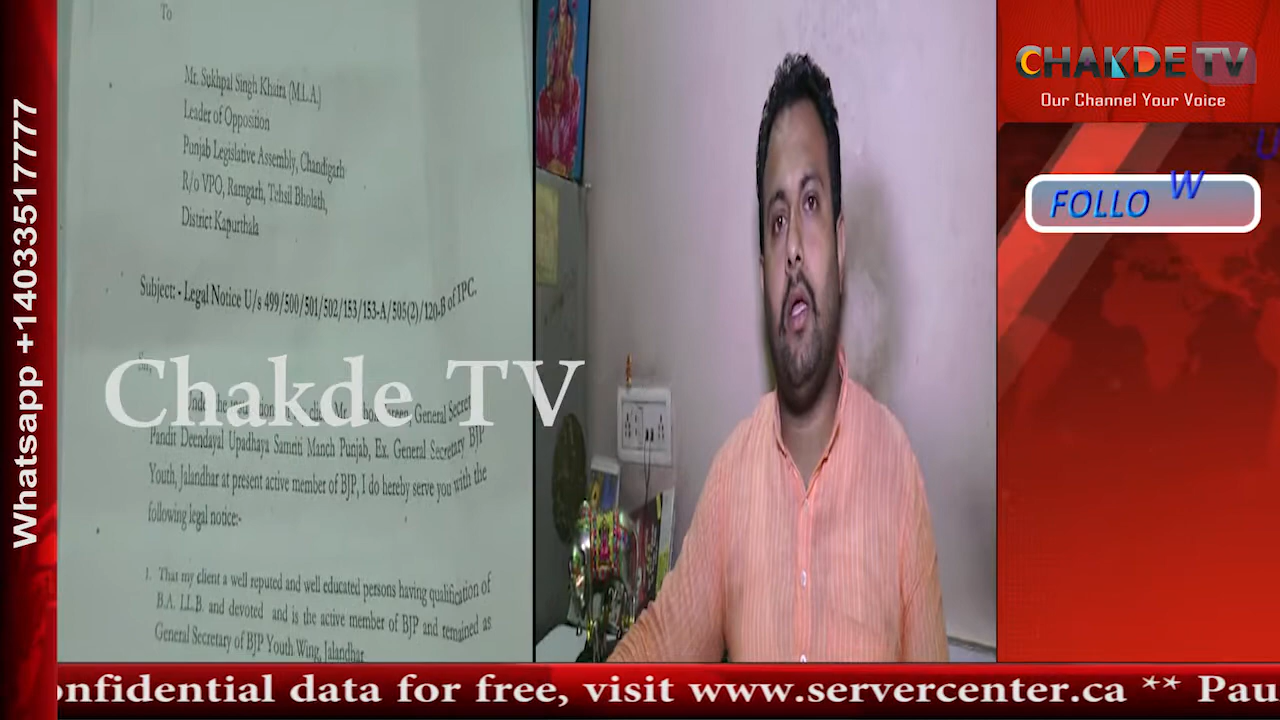 Whatsapp +14033517777
To
Mr. Sukhpal Singh Khaira (M.L.A.)
Leader of Opposition
Punjab Legislative Assembly, Chandigarh
R/o VPO, Ramgarh, Tehsil Bholath,
District Kapurthala
Subject: - Legal Notice U/s 499/500/501/502/153/153-A/505(2)/120-B of IPC.
Sir,
Under the
Pandit Deendayal Upadhaya Samriti Manch Punjab, Ex. General Secretary BJP
Youth, Jalandhar at present active member of BJP, I do hereby serve you with the
following legal notice:-
1. That my client a well reputed and well educated persons having qualification of
B.A. LL.B. and devoted and is the active member of BJP and remained as
General Secretary of BJP Youth Wing, Jalandhar
Chakde TV
CHAKDE TV
Our Channel Your Voice
FOLLOW U
onfidential data for free, visit www.servercenter.ca ** Pau